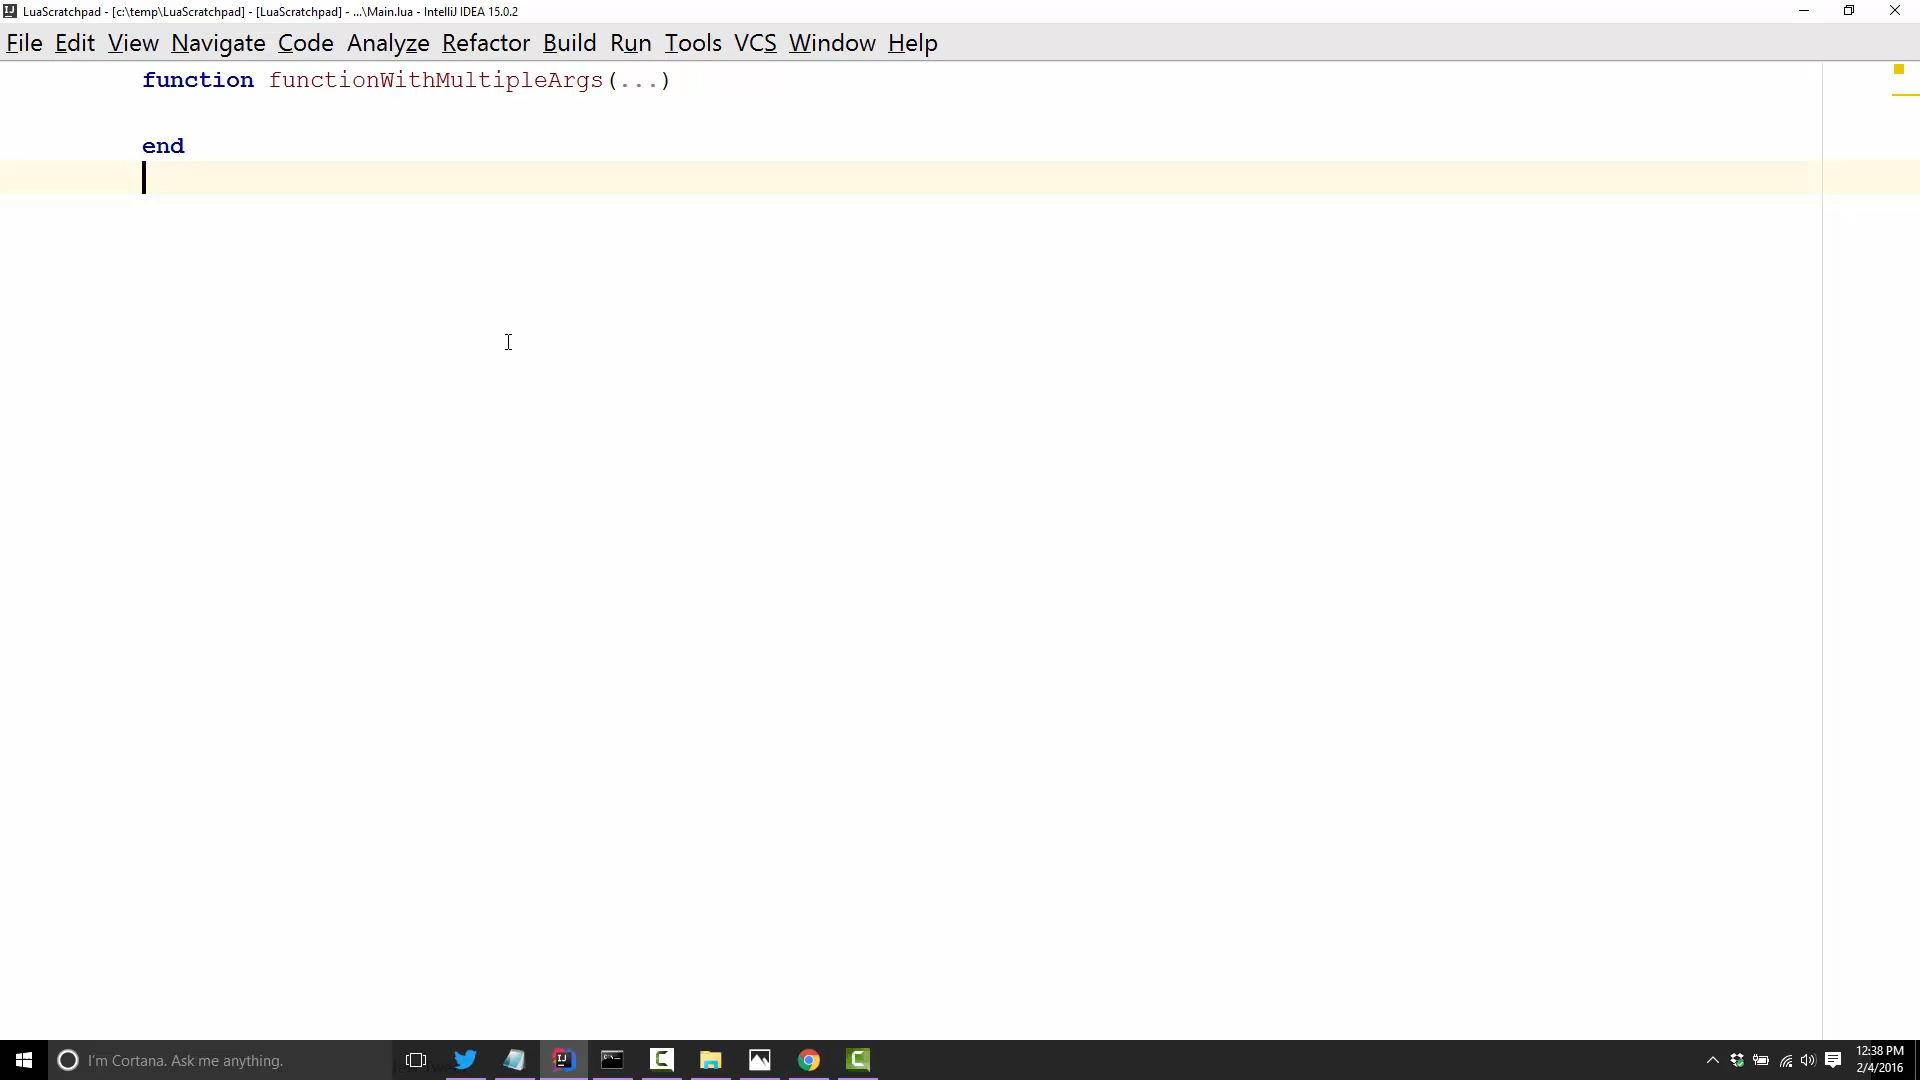 LuaScratchpad - [c:\temp\LuaScratchpad] - [LuaScratchpad] - ...\Main.lua - IntelliJ IDEA 15.0.2
File Edit View Navigate Code Analyze Refactor Build Run Tools VCS Window Help
function functionWithMultipleArgs(...)
end
I'm Cortana. Ask me anything.
12:38 PM
2/4/2016